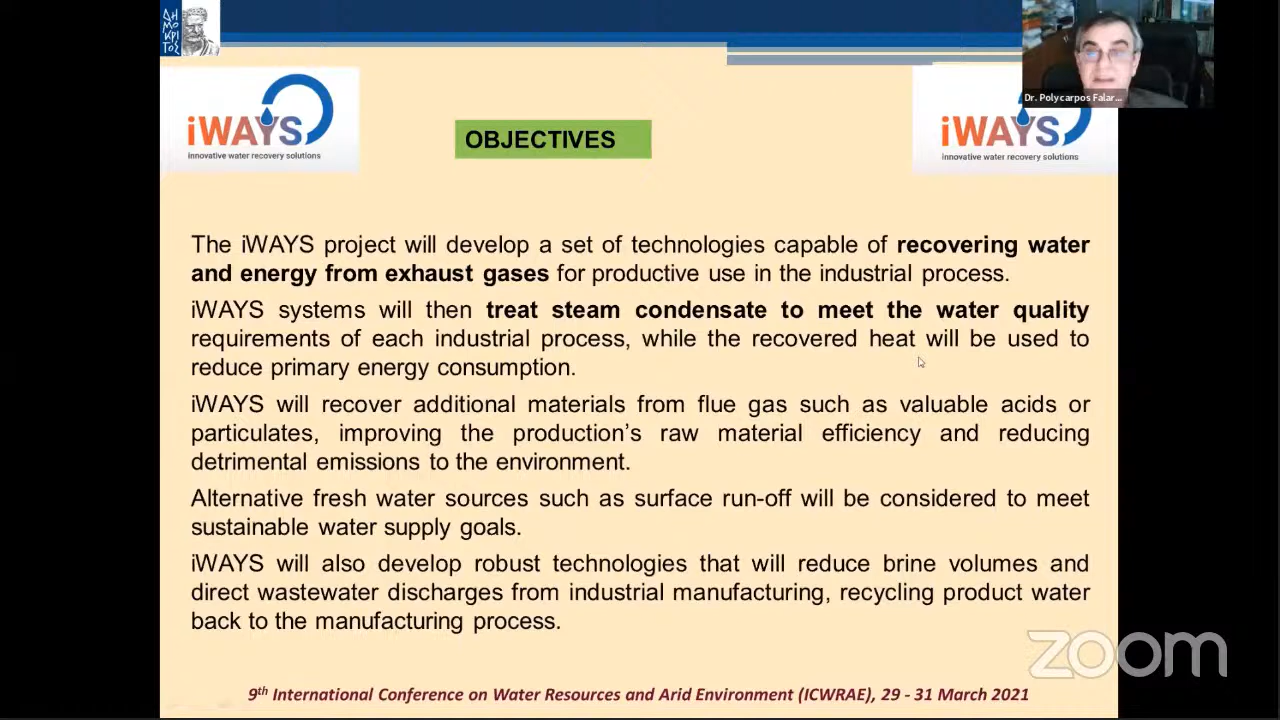 ΔΗ
ΜΟ
ΚΡΙ
ΤΟΣ
Dr. Polycarpos Falar...
iWAYS
innovative water recovery solutions
OBJECTIVES
iWAYS
innovative water recovery solutions
The iWAYS project will develop a set of technologies capable of recovering water
and energy from exhaust gases for productive use in the industrial process.
iWAYS systems will then treat steam condensate to meet the water quality
requirements of each industrial process, while the recovered heat will be used to
reduce primary energy consumption.
iWAYS will recover additional materials from flue gas such as valuable acids or
particulates, improving the production's raw material efficiency and reducing
detrimental emissions to the environment.
Alternative fresh water sources such as surface run-off will be considered to meet
sustainable water supply goals.
iWAYS will also develop robust technologies that will reduce brine volumes and
direct wastewater discharges from industrial manufacturing, recycling product water
back to the manufacturing process.
zoom
9th International Conference on Water Resources and Arid Environment (ICWRAE), 29 - 31 March 2021